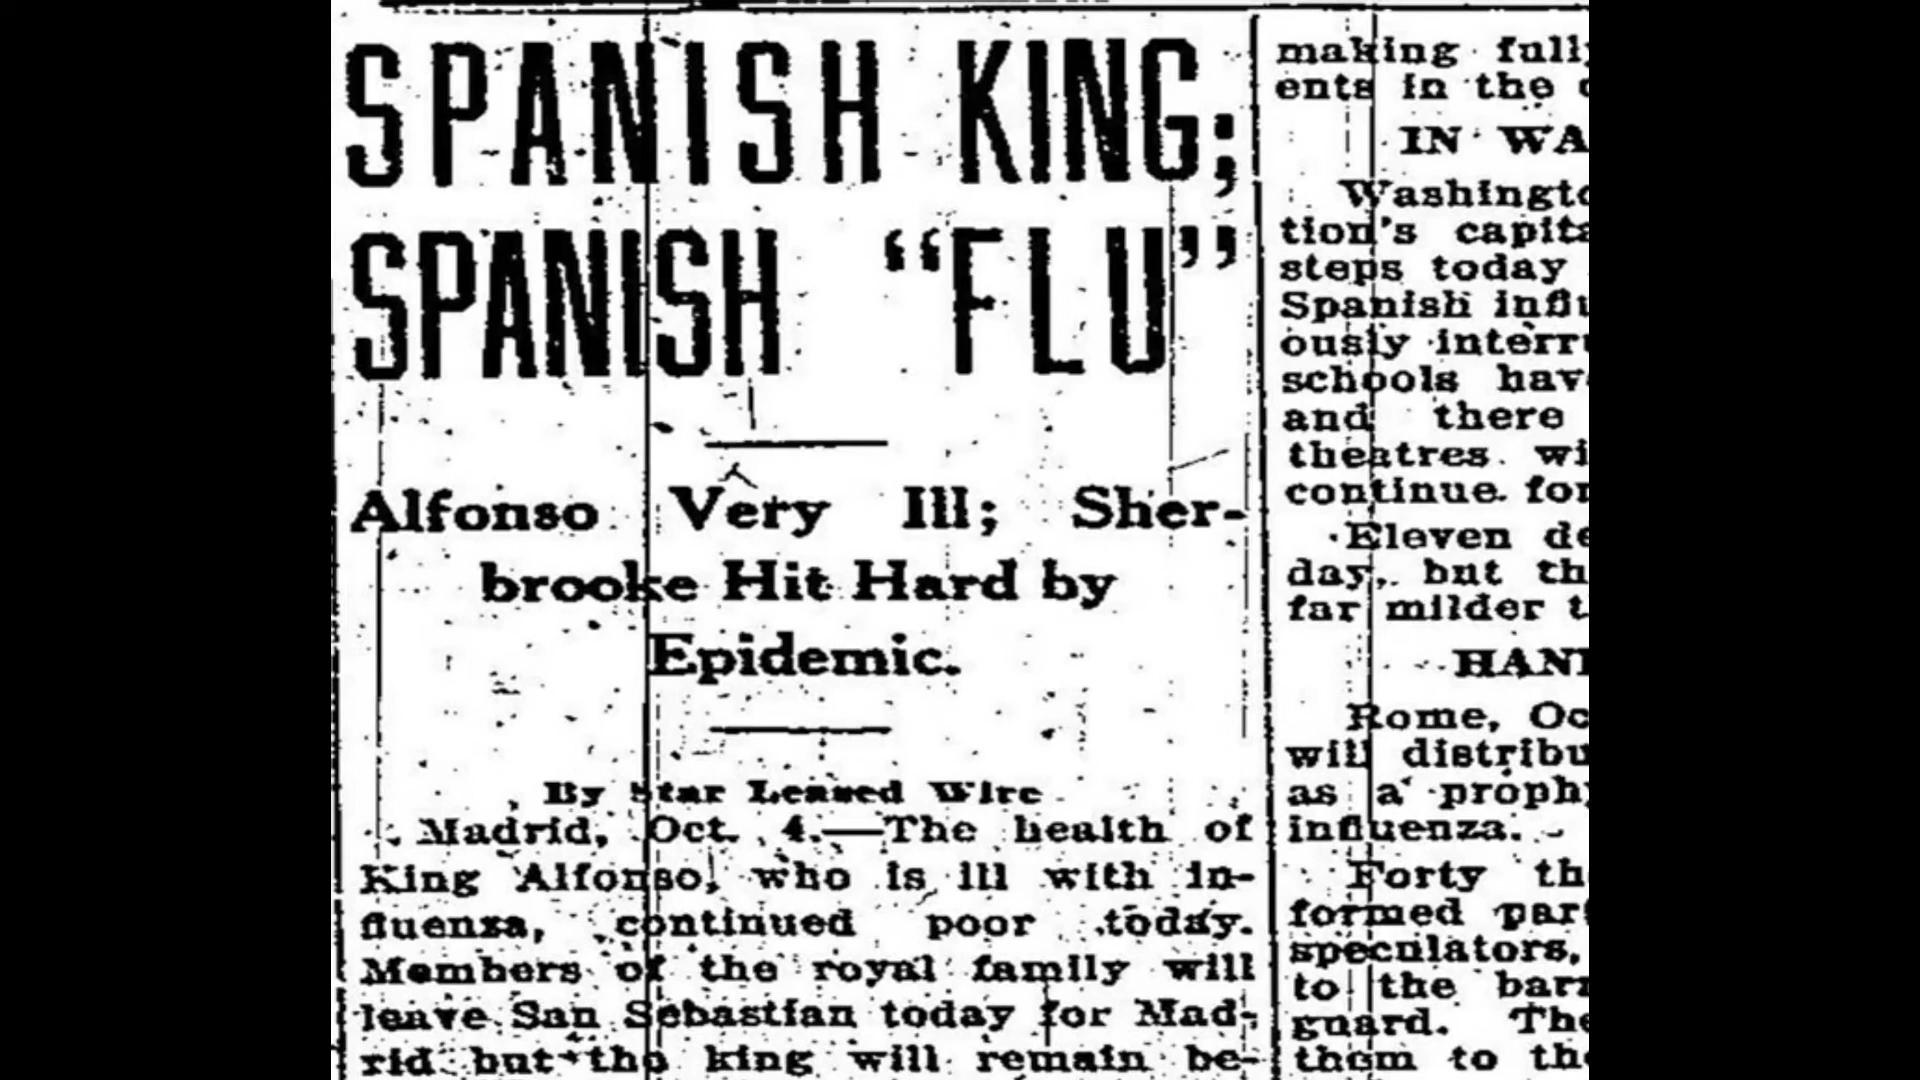 SPANISH KING;
SPANISH "FLU"
Alfonso Very Ill; Sher-
brooke Hit Hard by
Epidemic.
By Star Leased Wire
Madrid, Oct. 4.—The health of
King Alfonso, who is ill with in-
fluenza, continued poor today.
Members of the royal family will
leave San Sebastian today for Mad-
rid but the king will remain be-
making full
ents in the
IN WA
Washingto
tion's capita
steps today
Spanish influ
ously interru
schools hav
and there
theatres wi
continue for
Eleven de
day, but th
far milder t
HAN
Rome, Oc
will distribu
as a prophy
influenza.
Forty th
formed par
speculators,
to the barr
guard. The
them to the